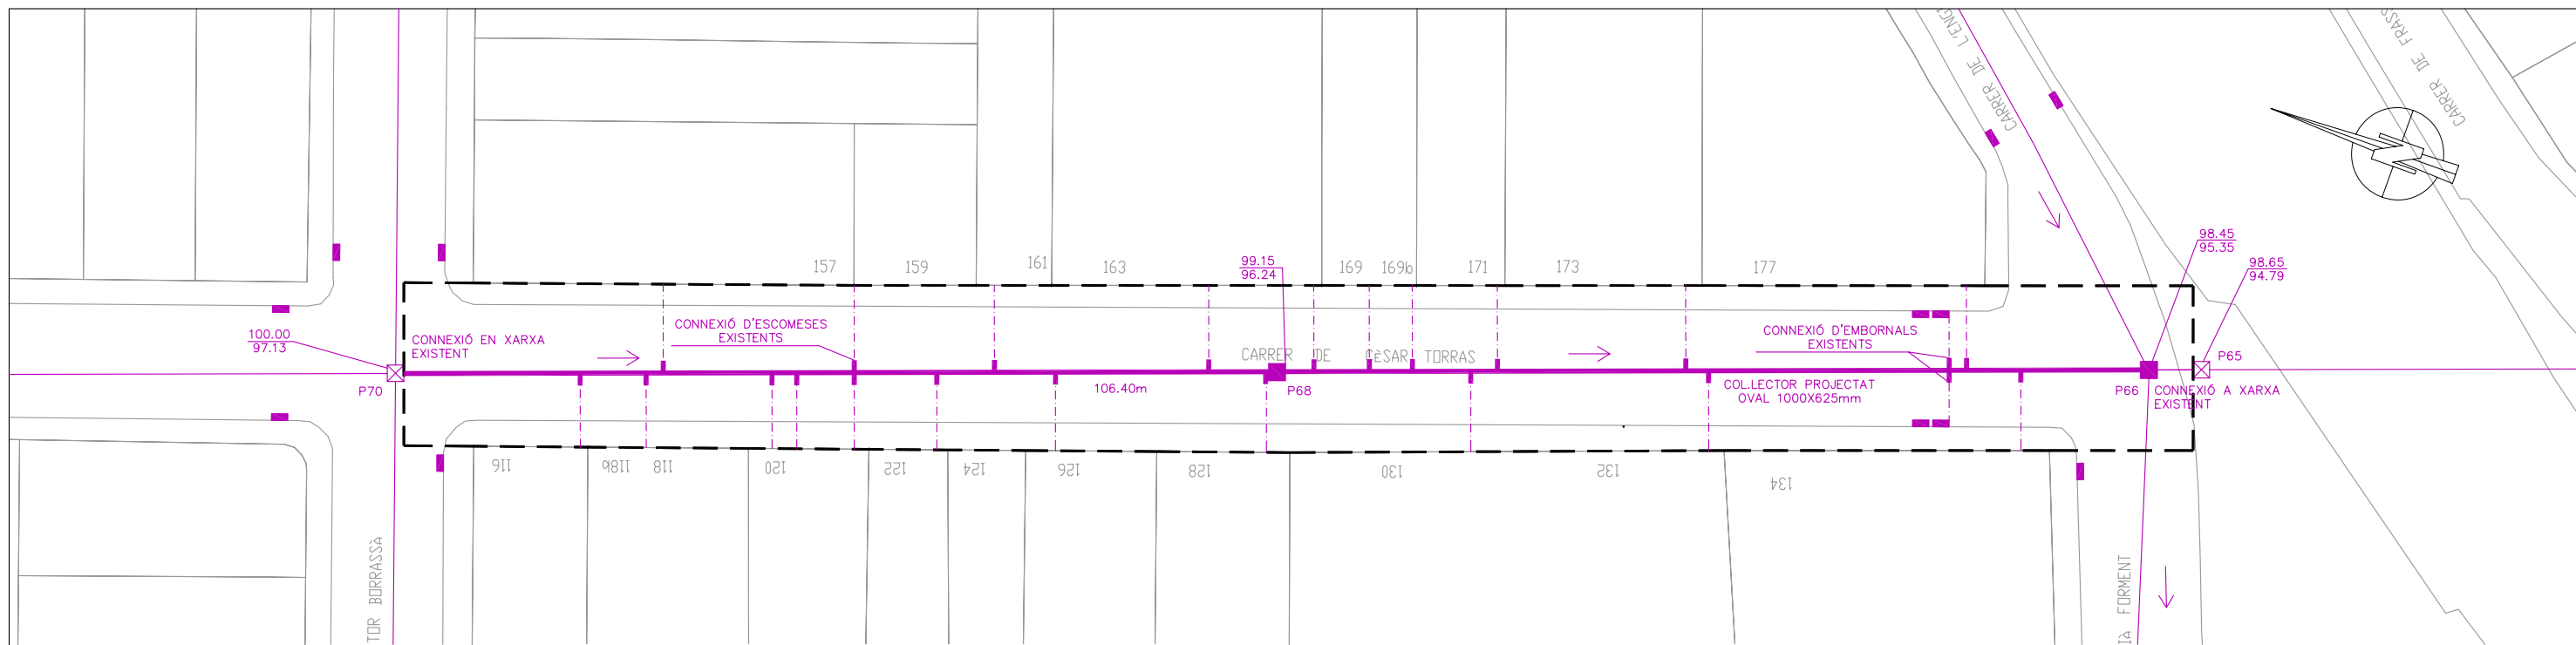 CARRER DE L'ENG
CARRER DE FRASS
157
159
161
163
169
169b
171
173
177
99.15
96.24
98.45
95.35
98.65
94.79
100.00
97.13
CONNEXIÓ EN XARXA
EXISTENT
CONNEXIÓ D'ESCOMESES
EXISTENTS
CONNEXIÓ D'EMBORNALS
EXISTENTS
CARRER DE CèSAR TORRAS
P70
106.40m
P68
COL.LECTOR PROJECTAT
OVAL 1000X625mm
P65
P66
CONNEXIÓ A XARXA
EXISTENT
116
118b
118
120
122
124
126
128
130
132
134
TOR BORRASSÀ
IÀ FORMENT